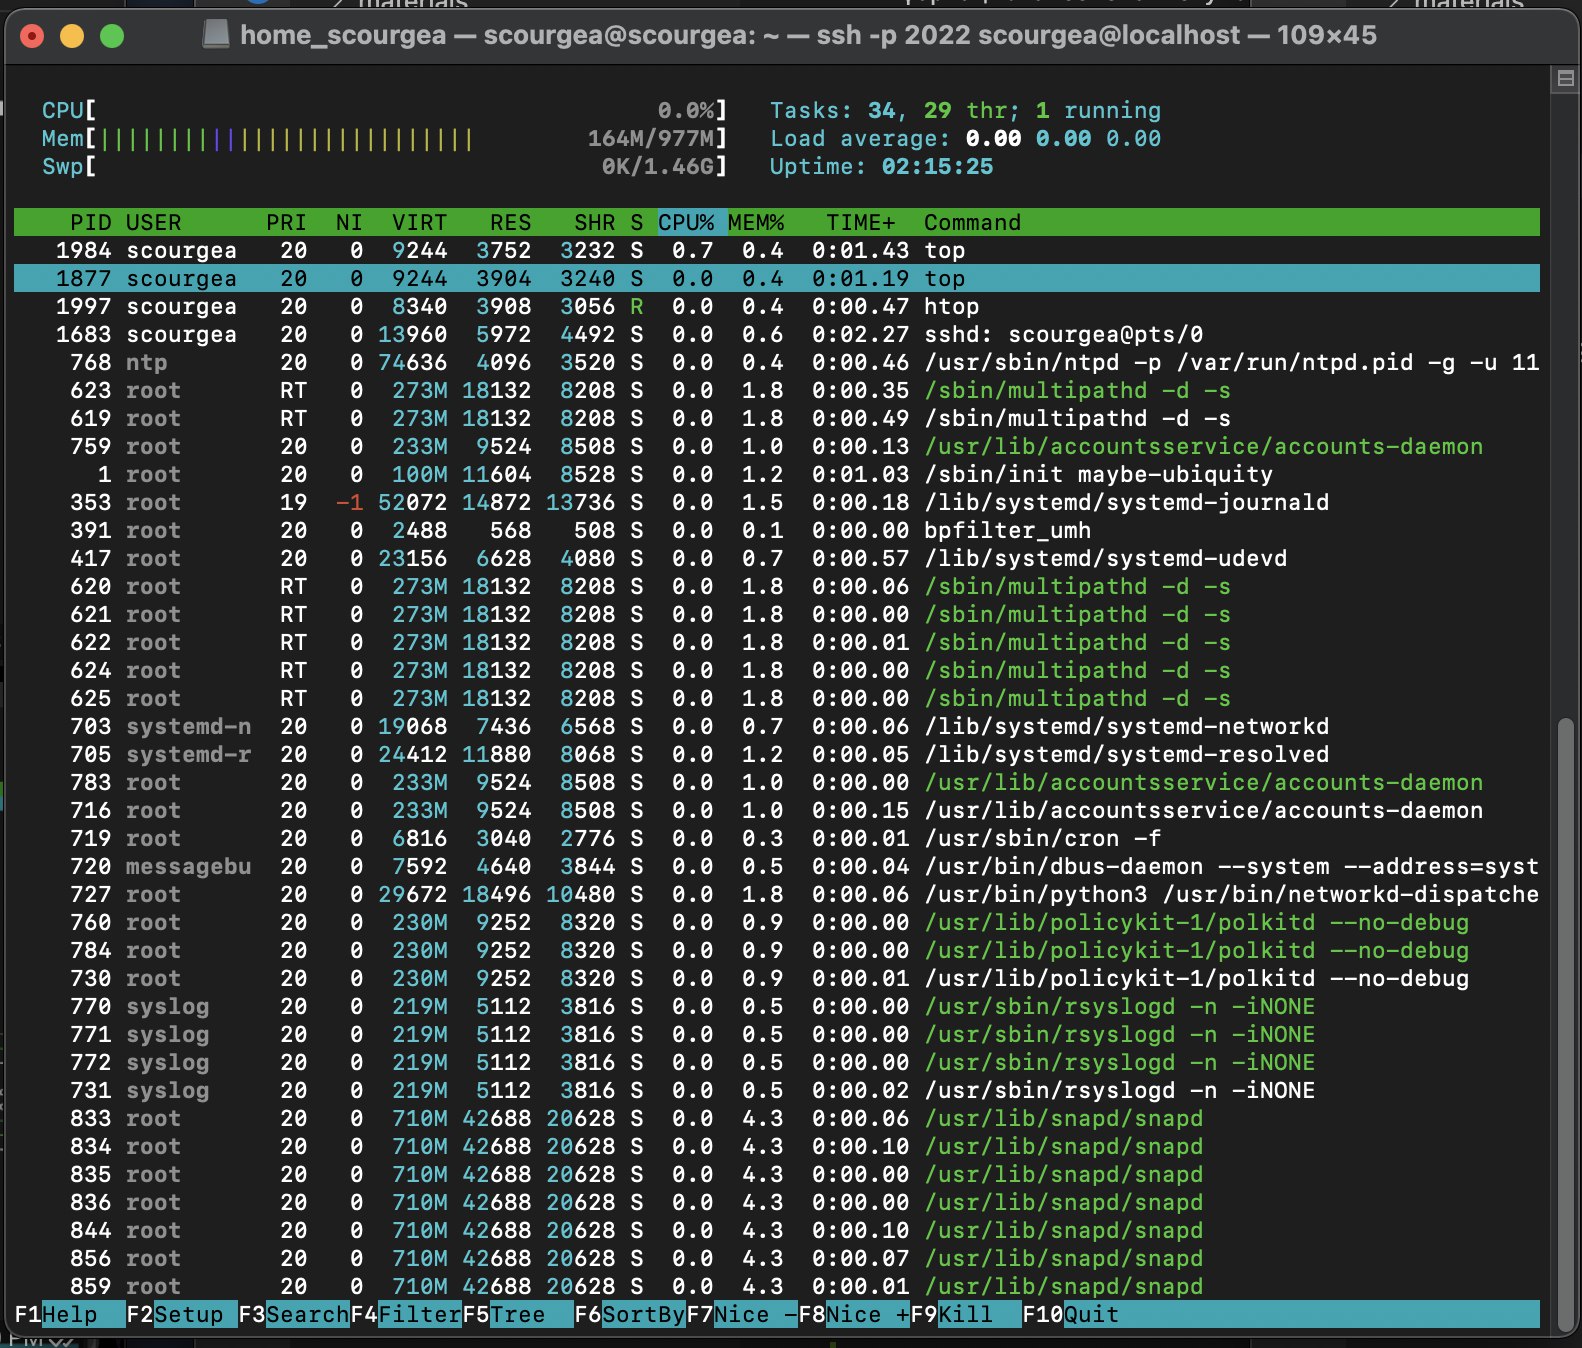 materials
materials
home_scourgea — scourgea@scourgea: ~ — ssh -p 2022 scourgea@localhost — 109×45
CPU[ 0.0%] Tasks: 34, 29 thr; 1 running
Mem[||||||||||||||||||||||||||| 164M/977M] Load average: 0.00 0.00 0.00
Swp[ 0K/1.46G] Uptime: 02:15:25
PID USER PRI NI VIRT RES SHR S CPU% MEM% TIME+ Command
1984 scourgea 20 0 9244 3752 3232 S 0.7 0.4 0:01.43 top
1877 scourgea 20 0 9244 3904 3240 S 0.0 0.4 0:01.19 top
1997 scourgea 20 0 8340 3908 3056 R 0.0 0.4 0:00.47 htop
1683 scourgea 20 0 13960 5972 4492 S 0.0 0.6 0:02.27 sshd: scourgea@pts/0
768 ntp 20 0 74636 4096 3520 S 0.0 0.4 0:00.46 /usr/sbin/ntpd -p /var/run/ntpd.pid -g -u 11
623 root RT 0 273M 18132 8208 S 0.0 1.8 0:00.35 /sbin/multipathd -d -s
619 root RT 0 273M 18132 8208 S 0.0 1.8 0:00.49 /sbin/multipathd -d -s
759 root 20 0 233M 9524 8508 S 0.0 1.0 0:00.13 /usr/lib/accountsservice/accounts-daemon
1 root 20 0 100M 11604 8528 S 0.0 1.2 0:01.03 /sbin/init maybe-ubiquity
353 root 19 -1 52072 14872 13736 S 0.0 1.5 0:00.18 /lib/systemd/systemd-journald
391 root 20 0 2488 568 508 S 0.0 0.1 0:00.00 bpfilter_umh
417 root 20 0 23156 6628 4080 S 0.0 0.7 0:00.57 /lib/systemd/systemd-udevd
620 root RT 0 273M 18132 8208 S 0.0 1.8 0:00.06 /sbin/multipathd -d -s
621 root RT 0 273M 18132 8208 S 0.0 1.8 0:00.00 /sbin/multipathd -d -s
622 root RT 0 273M 18132 8208 S 0.0 1.8 0:00.01 /sbin/multipathd -d -s
624 root RT 0 273M 18132 8208 S 0.0 1.8 0:00.00 /sbin/multipathd -d -s
625 root RT 0 273M 18132 8208 S 0.0 1.8 0:00.00 /sbin/multipathd -d -s
703 systemd-n 20 0 19068 7436 6568 S 0.0 0.7 0:00.06 /lib/systemd/systemd-networkd
705 systemd-r 20 0 24412 11880 8068 S 0.0 1.2 0:00.05 /lib/systemd/systemd-resolved
783 root 20 0 233M 9524 8508 S 0.0 1.0 0:00.00 /usr/lib/accountsservice/accounts-daemon
716 root 20 0 233M 9524 8508 S 0.0 1.0 0:00.15 /usr/lib/accountsservice/accounts-daemon
719 root 20 0 6816 3040 2776 S 0.0 0.3 0:00.01 /usr/sbin/cron -f
720 messagebu 20 0 7592 4640 3844 S 0.0 0.5 0:00.04 /usr/bin/dbus-daemon --system --address=syst
727 root 20 0 29672 18496 10480 S 0.0 1.8 0:00.06 /usr/bin/python3 /usr/bin/networkd-dispatche
760 root 20 0 230M 9252 8320 S 0.0 0.9 0:00.00 /usr/lib/policykit-1/polkitd --no-debug
784 root 20 0 230M 9252 8320 S 0.0 0.9 0:00.00 /usr/lib/policykit-1/polkitd --no-debug
730 root 20 0 230M 9252 8320 S 0.0 0.9 0:00.01 /usr/lib/policykit-1/polkitd --no-debug
770 syslog 20 0 219M 5112 3816 S 0.0 0.5 0:00.00 /usr/sbin/rsyslogd -n -iNONE
771 syslog 20 0 219M 5112 3816 S 0.0 0.5 0:00.00 /usr/sbin/rsyslogd -n -iNONE
772 syslog 20 0 219M 5112 3816 S 0.0 0.5 0:00.00 /usr/sbin/rsyslogd -n -iNONE
731 syslog 20 0 219M 5112 3816 S 0.0 0.5 0:00.02 /usr/sbin/rsyslogd -n -iNONE
833 root 20 0 710M 42688 20628 S 0.0 4.3 0:00.06 /usr/lib/snapd/snapd
834 root 20 0 710M 42688 20628 S 0.0 4.3 0:00.10 /usr/lib/snapd/snapd
835 root 20 0 710M 42688 20628 S 0.0 4.3 0:00.00 /usr/lib/snapd/snapd
836 root 20 0 710M 42688 20628 S 0.0 4.3 0:00.00 /usr/lib/snapd/snapd
844 root 20 0 710M 42688 20628 S 0.0 4.3 0:00.10 /usr/lib/snapd/snapd
856 root 20 0 710M 42688 20628 S 0.0 4.3 0:00.07 /usr/lib/snapd/snapd
859 root 20 0 710M 42688 20628 S 0.0 4.3 0:00.01 /usr/lib/snapd/snapd
F1Help F2Setup F3SearchF4FilterF5Tree F6SortByF7Nice -F8Nice +F9Kill F10Quit